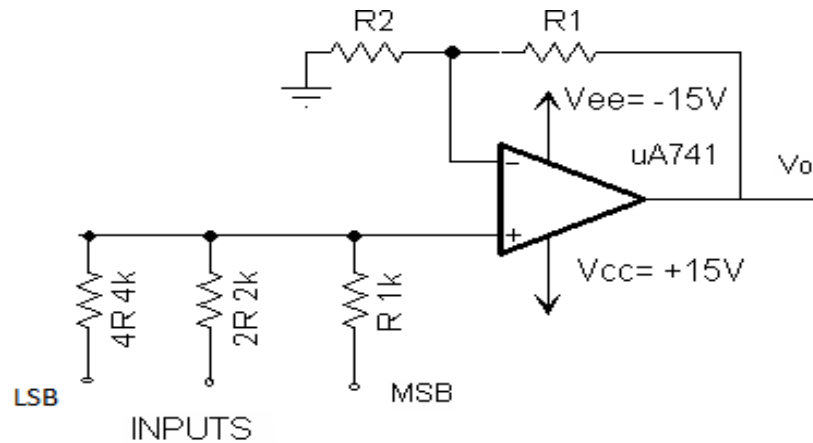 R2
R1
Vee= -15V
uA741
Vo
−
+
Vcc= +15V
4R 4k
2R 2k
R 1k
LSB
MSB
INPUTS